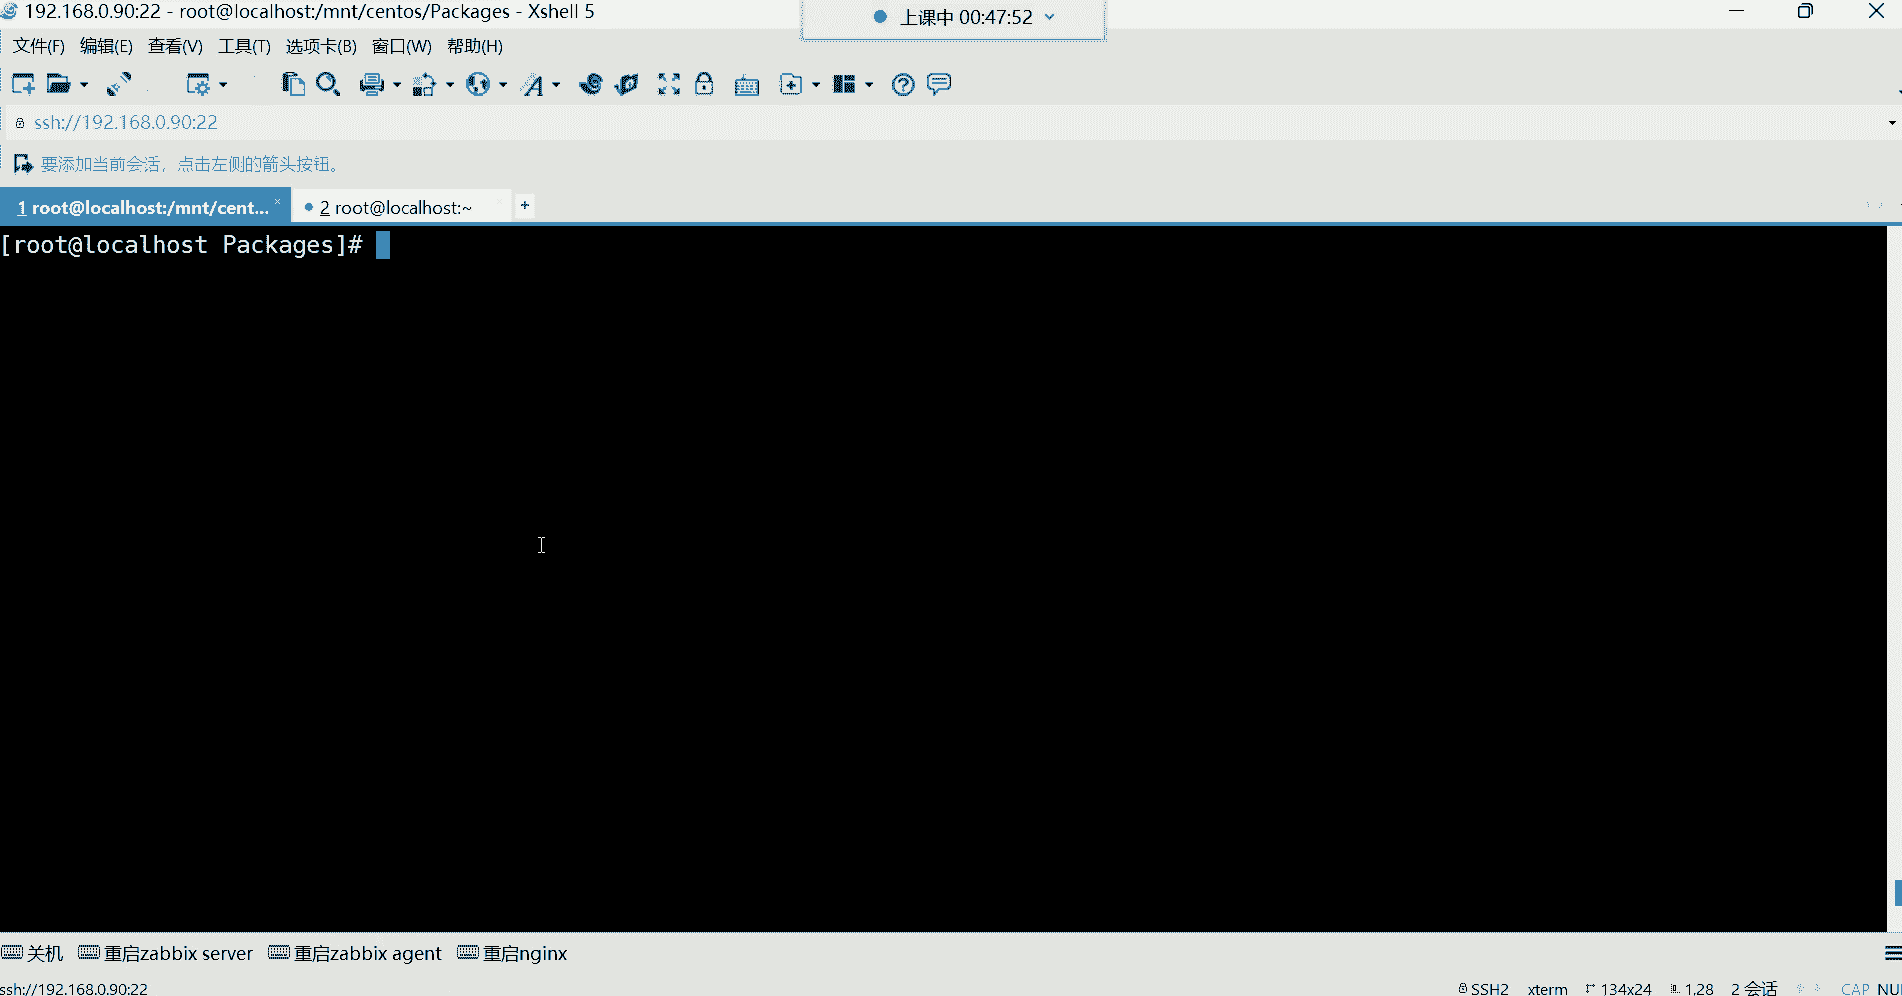 192.168.0.90:22 - root@localhost:/mnt/centos/Packages - Xshell 5
上课中 00:47:52
文件(F) 编辑(E) 查看(V) 工具(T) 选项卡(B) 窗口(W) 帮助(H)
ssh://192.168.0.90:22
要添加当前会话，点击左侧的箭头按钮。
1 root@localhost:/mnt/cent... 2 root@localhost:~ +
[root@localhost Packages]#
关机 重启zabbix server 重启zabbix agent 重启nginx
ssh://192.168.0.90:22 SSH2 xterm 134x24 1,28 2 会话 CAP NU